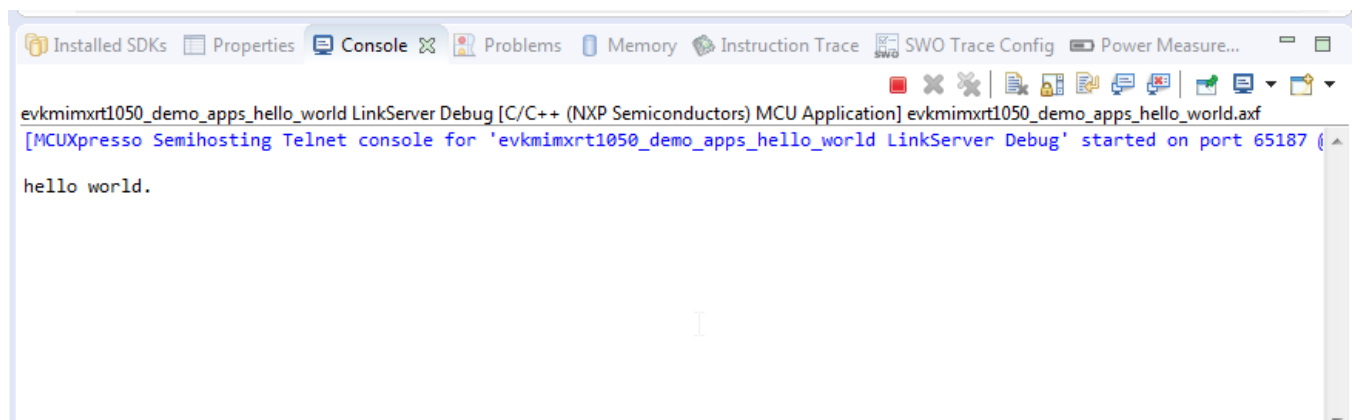 Installed SDKs Properties Console Problems Memory Instruction Trace SWO Trace Config Power Measure...
evkmimxrt1050_demo_apps_hello_world LinkServer Debug [C/C++ (NXP Semiconductors) MCU Application] evkmimxrt1050_demo_apps_hello_world.axf
[MCUXpresso Semihosting Telnet console for 'evkmimxrt1050_demo_apps_hello_world LinkServer Debug' started on port 65187 @
hello world.